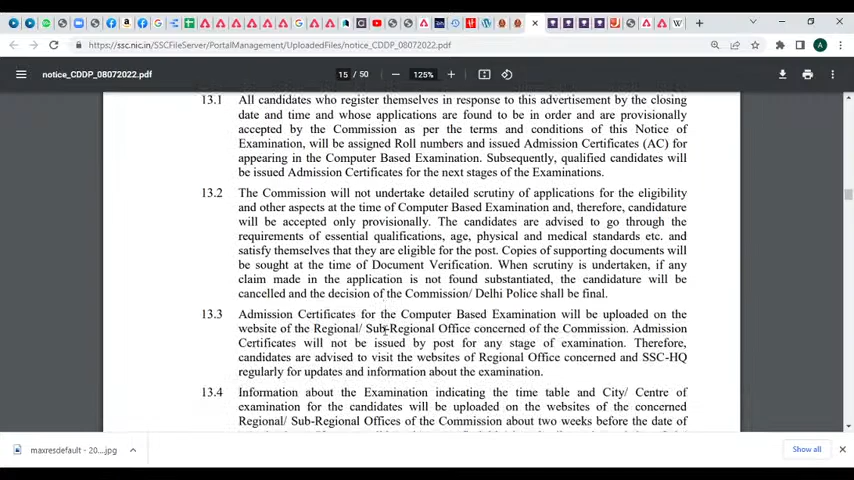 https://ssc.nic.in/SSCFileServer/PortalManagement/UploadedFiles/notice_CDDP_08072022.pdf
notice_CDDP_08072022.pdf
15 / 50
125%
13.1 All candidates who register themselves in response to this advertisement by the closing
date and time and whose applications are found to be in order and are provisionally
accepted by the Commission as per the terms and conditions of this Notice of
Examination, will be assigned Roll numbers and issued Admission Certificates (AC) for
appearing in the Computer Based Examination. Subsequently, qualified candidates will
be issued Admission Certificates for the next stages of the Examinations.
13.2 The Commission will not undertake detailed scrutiny of applications for the eligibility
and other aspects at the time of Computer Based Examination and, therefore, candidature
will be accepted only provisionally. The candidates are advised to go through the
requirements of essential qualifications, age, physical and medical standards etc. and
satisfy themselves that they are eligible for the post. Copies of supporting documents will
be sought at the time of Document Verification. When scrutiny is undertaken, if any
claim made in the application is not found substantiated, the candidature will be
cancelled and the decision of the Commission/ Delhi Police shall be final.
13.3 Admission Certificates for the Computer Based Examination will be uploaded on the
website of the Regional/ Sub-Regional Office concerned of the Commission. Admission
Certificates will not be issued by post for any stage of examination. Therefore,
candidates are advised to visit the websites of Regional Office concerned and SSC-HQ
regularly for updates and information about the examination.
13.4 Information about the Examination indicating the time table and City/ Centre of
examination for the candidates will be uploaded on the websites of the concerned
Regional/ Sub-Regional Offices of the Commission about two weeks before the date of
maxresdefault - 20....jpg
Show all